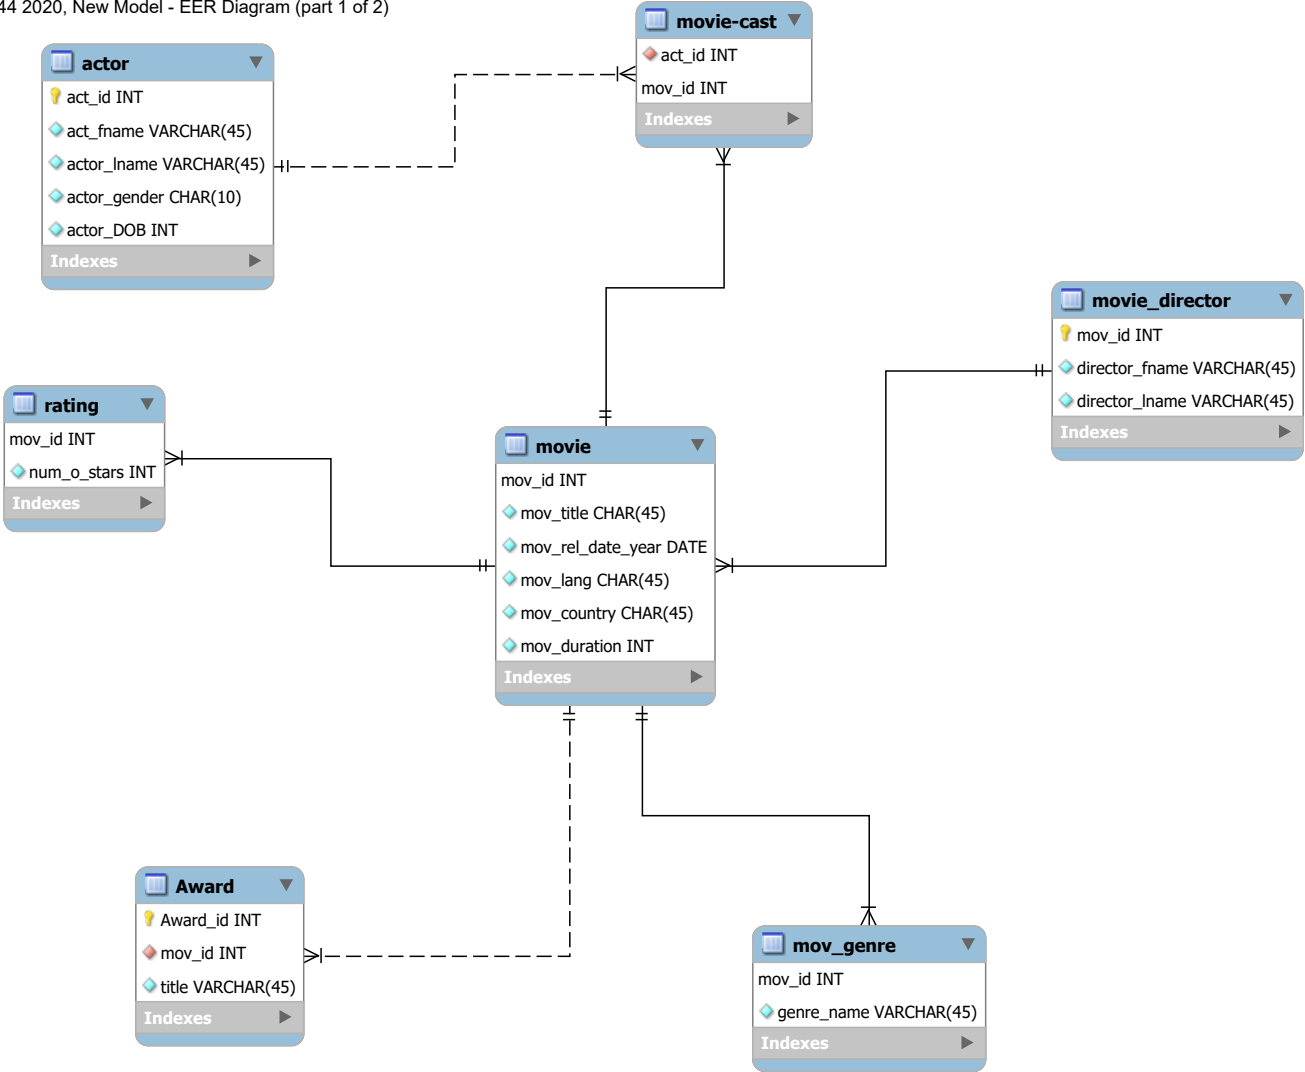 44 2020, New Model - EER Diagram (part 1 of 2)
movie-cast
act_id INT
mov_id INT
Indexes
actor
act_id INT
act_fname VARCHAR(45)
actor_lname VARCHAR(45)
actor_gender CHAR(10)
actor_DOB INT
Indexes
movie_director
mov_id INT
director_fname VARCHAR(45)
director_lname VARCHAR(45)
Indexes
rating
mov_id INT
num_o_stars INT
Indexes
movie
mov_id INT
mov_title CHAR(45)
mov_rel_date_year DATE
mov_lang CHAR(45)
mov_country CHAR(45)
mov_duration INT
Indexes
Award
Award_id INT
mov_id INT
title VARCHAR(45)
Indexes
mov_genre
mov_id INT
genre_name VARCHAR(45)
Indexes